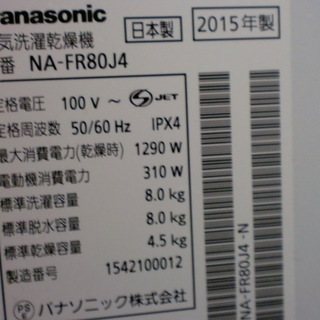 Panasonic
日本製
2015年製
気洗濯乾燥機
番 NA-FR80J4
定格電圧 100 V ~ JET
定格周波数 50/60 Hz IPX4
最大消費電力(乾燥時) 1290 W
電動機消費電力 310 W
標準洗濯容量 8.0 kg
標準脱水容量 8.0 kg
標準乾燥容量 4.5 kg
製造番号 1542100012
PS E パナソニック株式会社
NA-FR80J4 -N